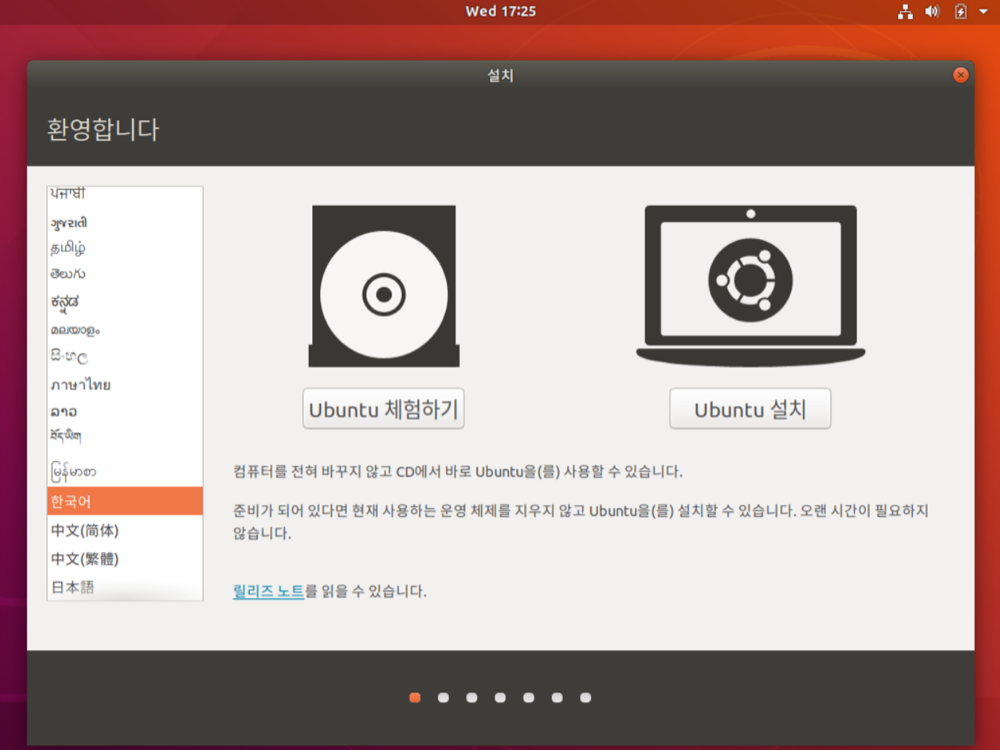 Wed 17:25
설치
환영합니다
ਪੰਜਾਬੀ
ગુજરાતી
தமிழ்
తెలుగు
ಕನ್ನಡ
മലയാളം
සිංහල
ภาษาไทย
ລາວ
བོད་ཡིག
မြန်မာစာ
한국어
中文(简体)
中文(繁體)
日本語
Ubuntu 체험하기
Ubuntu 설치
컴퓨터를 전혀 바꾸지 않고 CD에서 바로 Ubuntu을(를) 사용할 수 있습니다.
준비가 되어 있다면 현재 사용하는 운영 체제를 지우지 않고 Ubuntu을(를) 설치할 수 있습니다. 오랜 시간이 필요하지
않습니다.
릴리즈 노트를 읽을 수 있습니다.